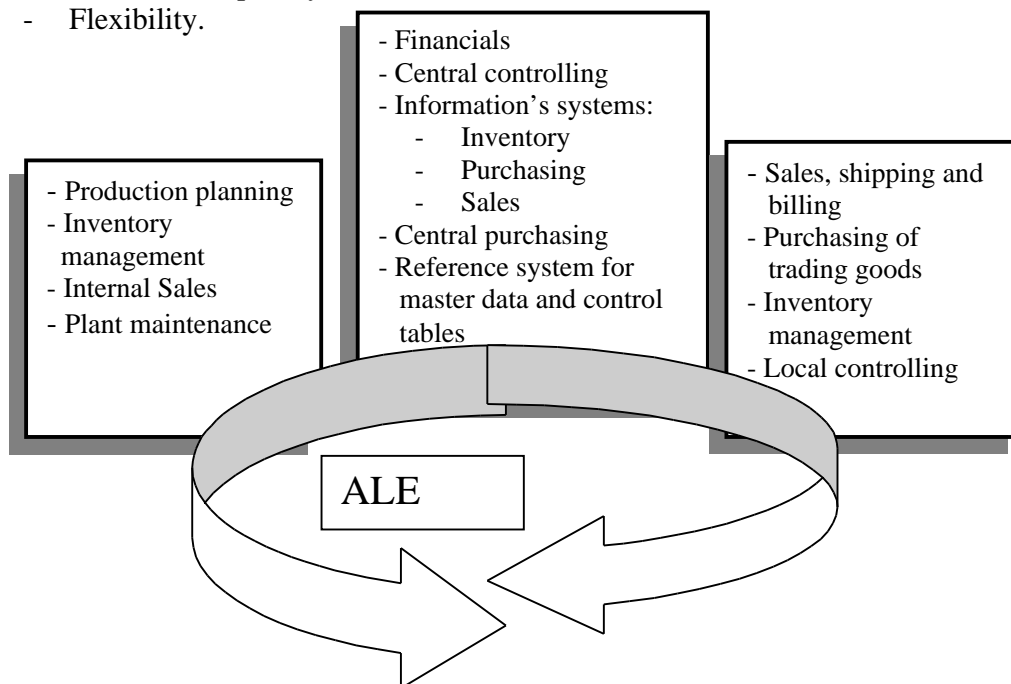 - Flexibility.
- Financials
- Central controlling
- Information's systems:
- Inventory
- Purchasing
- Sales
- Central purchasing
- Reference system for
master data and control
tables
- Production planning
- Inventory
management
- Internal Sales
- Plant maintenance
- Sales, shipping and
billing
- Purchasing of
trading goods
- Inventory
management
- Local controlling
ALE